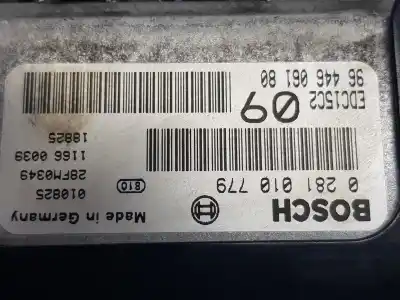 BOSCH
Made in Germany
0 281 010 779
B10
010825
28FM0349
09
1166 0039
18825
EDC15C2
96 446 061 80